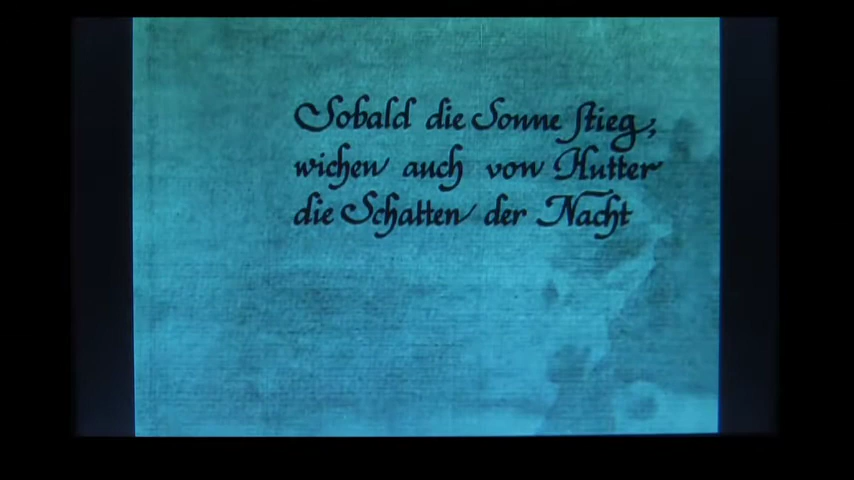 Sobald die Sonne stieg,
wichen auch von Hutter
die Schatten der Nacht